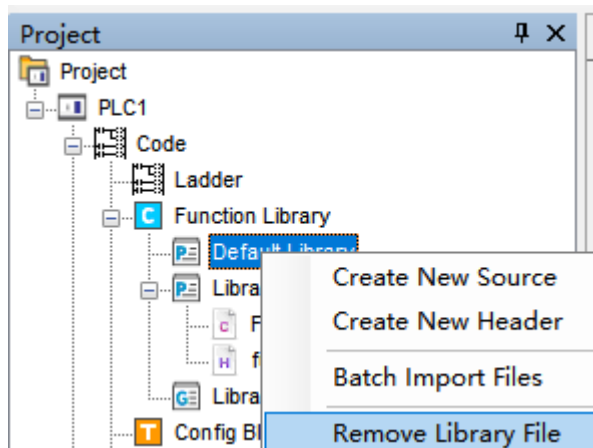 Project
Project
PLC1
Code
Ladder
Function Library
Default Library
Create New Source
Create New Header
Batch Import Files
Remove Library File
Config